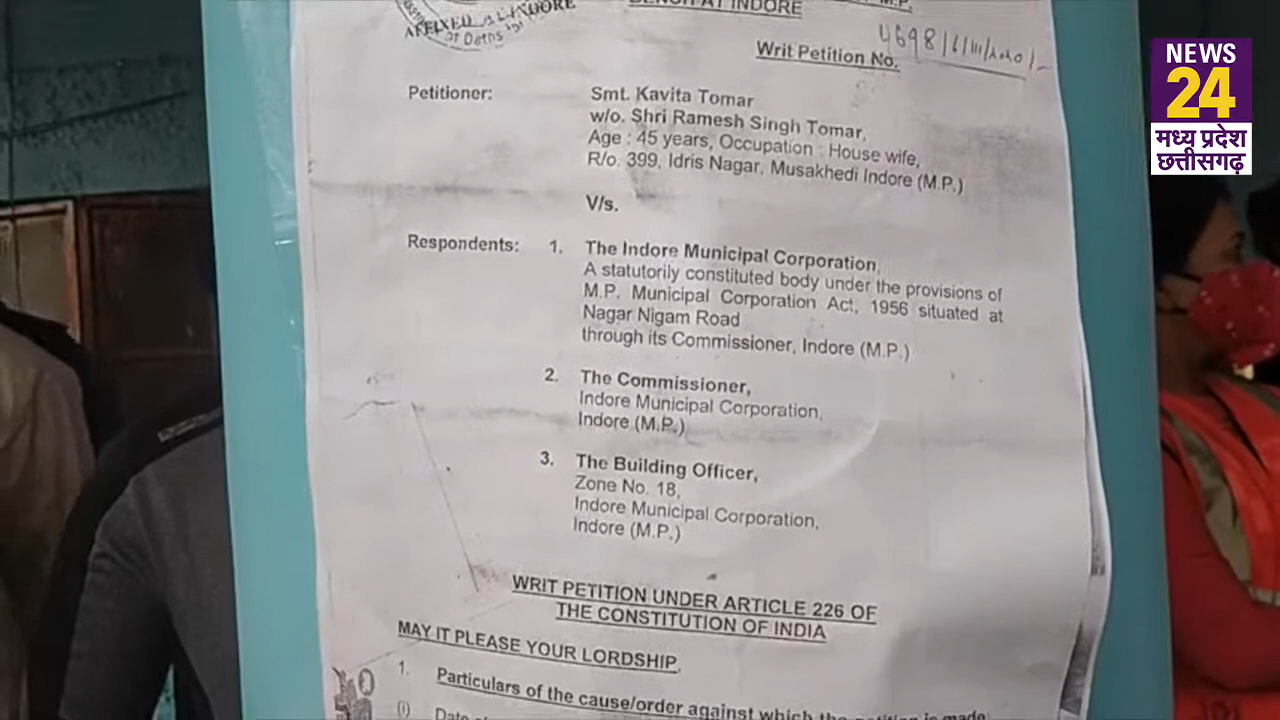 AFFIXED AT INDORE
BENCH AT INDORE
Writ Petition No.
Petitioner:
Smt. Kavita Tomar
w/o. Shri Ramesh Singh Tomar,
Age : 45 years, Occupation : House wife,
R/o. 399, Idris Nagar, Musakhedi Indore (M.P.)
V/s.
Respondents: 1. The Indore Municipal Corporation,
A statutorily constituted body under the provisions of
M.P. Municipal Corporation Act, 1956 situated at
Nagar Nigam Road
through its Commissioner, Indore (M.P.)
2. The Commissioner,
Indore Municipal Corporation,
Indore (M.P.)
3. The Building Officer,
Zone No. 18,
Indore Municipal Corporation,
Indore (M.P.)
WRIT PETITION UNDER ARTICLE 226 OF
THE CONSTITUTION OF INDIA
MAY IT PLEASE YOUR LORDSHIP,
1. Particulars of the cause/order against which the petition is made
(i) Date
NEWS
24
मध्य प्रदेश
छत्तीसगढ़